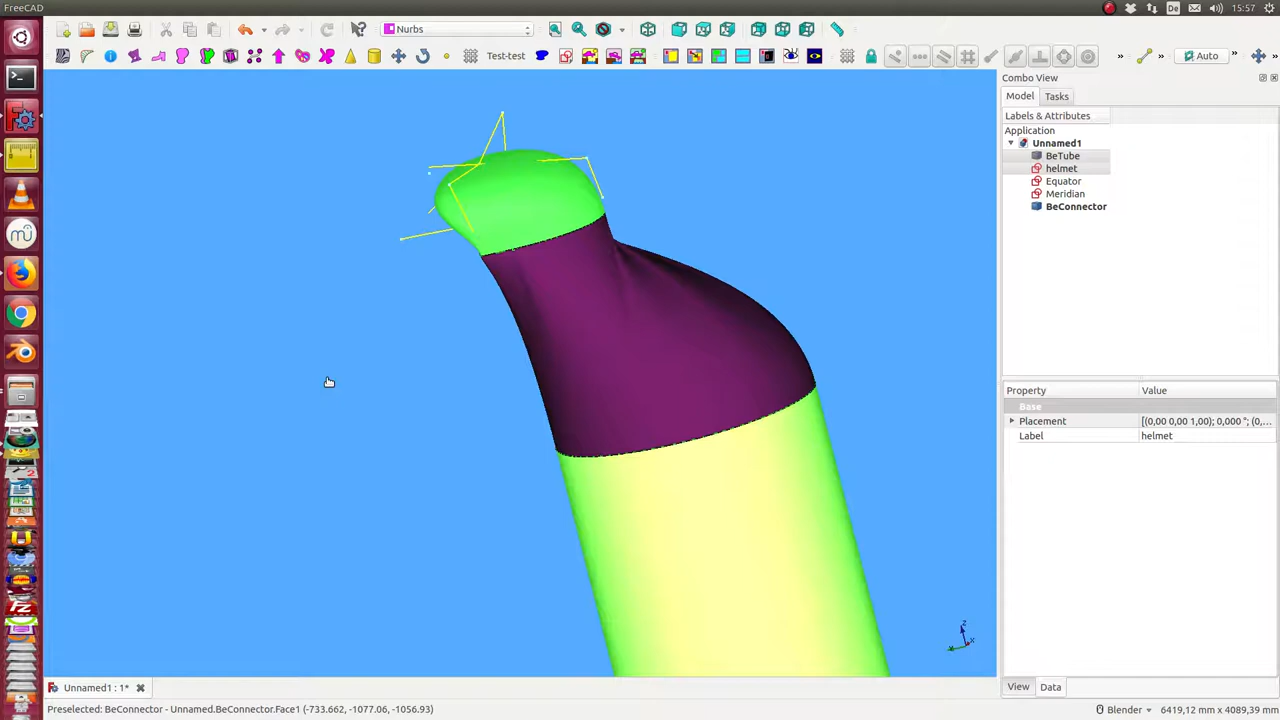 FreeCAD
De
15:57
Nurbs
Test-test
»
»
Auto
»
»
Combo View
Model
Tasks
Labels & Attributes
Application
Unnamed1
BeTube
helmet
Equator
Meridian
BeConnector
Property
Value
Base
Placement
[(0,00 0,00 1,00); 0,000 °; (0,...
Label
helmet
z
x
Unnamed1 : 1*
View
Data
Preselected: BeConnector - Unnamed.BeConnector.Face1 (-733.662, -1077.06, -1056.93)
Blender
6419,12 mm x 4089,39 mm